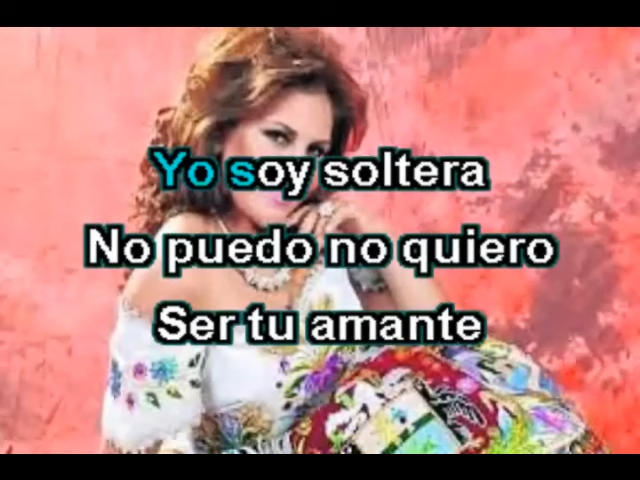 Yo soy soltera
No puedo no quiero
Ser tu amante